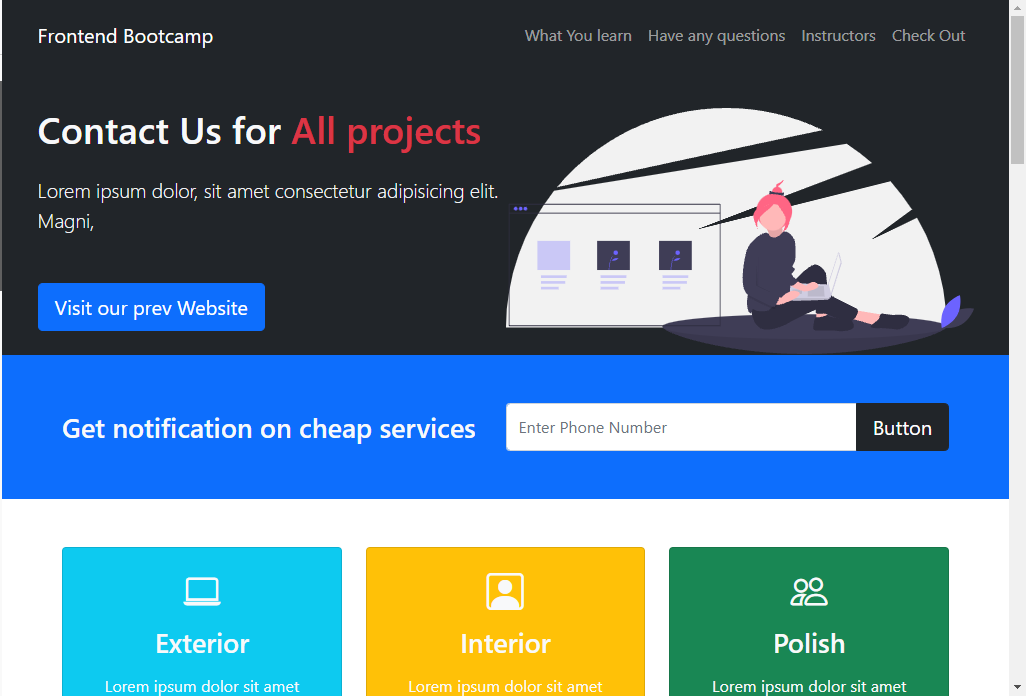 Frontend Bootcamp
What You learn Have any questions Instructors Check Out
Contact Us for All projects
Lorem ipsum dolor, sit amet consectetur adipisicing elit.
Magni,
Visit our prev Website
Get notification on cheap services
Enter Phone Number
Button
Exterior
Lorem ipsum dolor sit amet
Interior
Lorem ipsum dolor sit amet
Polish
Lorem ipsum dolor sit amet